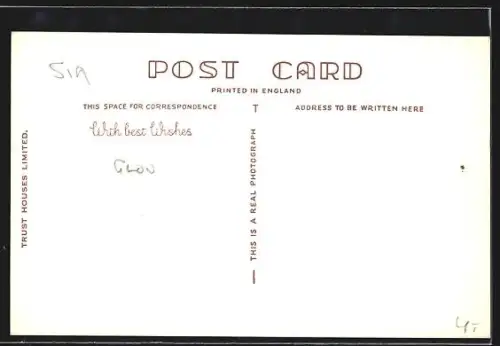 51A
POST CARD
PRINTED IN ENGLAND
THIS SPACE FOR CORRESPONDENCE
T
ADDRESS TO BE WRITTEN HERE
With best Wishes
GLOU
THIS IS A REAL PHOTOGRAPH
TRUST HOUSES LIMITED.
4,-